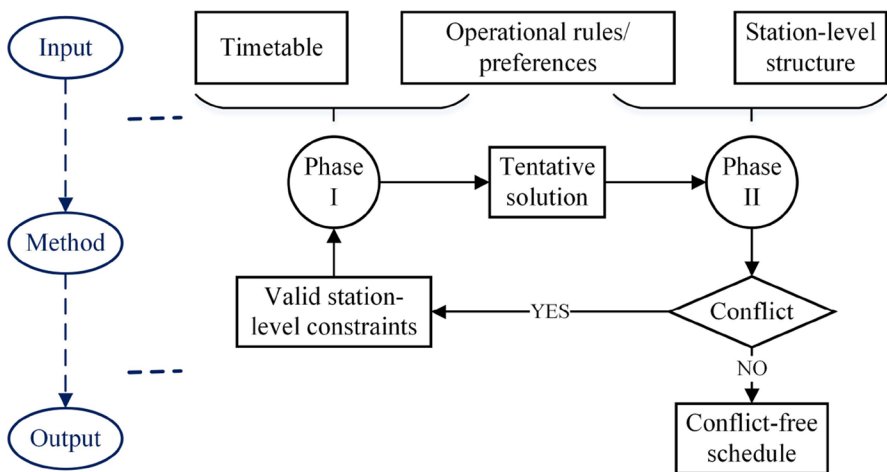 Input
Timetable
Operational rules/
preferences
Station-level
structure
Phase
I
Tentative
solution
Phase
II
Method
Valid station-
level constraints
YES
Conflict
NO
Output
Conflict-free
schedule